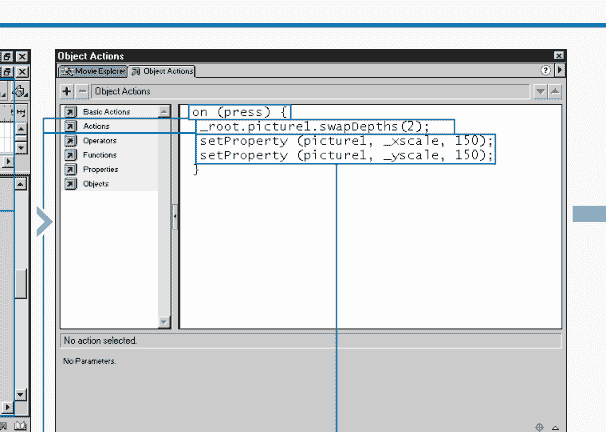 Object Actions
Movie Explorer
Object Actions
?
Object Actions
Basic Actions
Actions
Operators
Functions
Properties
Objects
on (press) {
_root.picture1.swapDepths(2);
setProperty (picture1, _xscale, 150);
setProperty (picture1, _yscale, 150);
}
No action selected.
No Parameters.